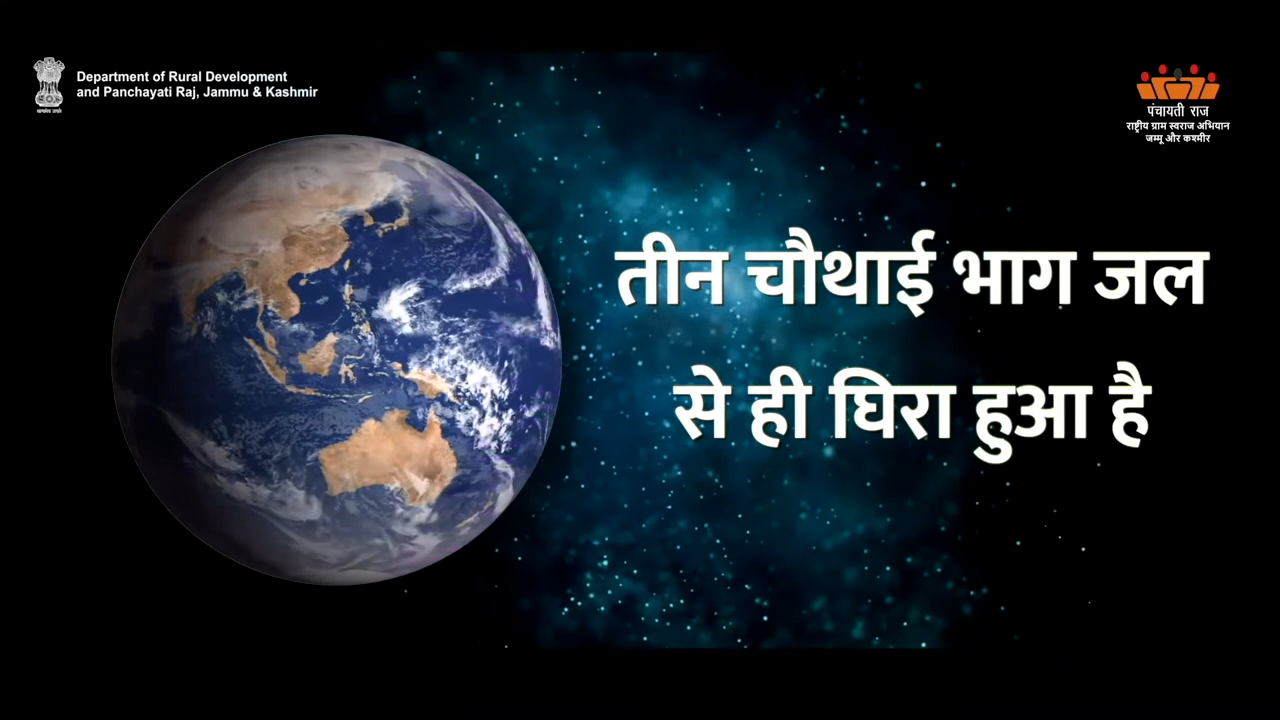 Department of Rural Development
and Panchayati Raj, Jammu & Kashmir
पंचायती राज
राष्ट्रीय ग्राम स्वराज अभियान
जम्मू और कश्मीर
तीन चौथाई भाग जल
से ही घिरा हुआ है